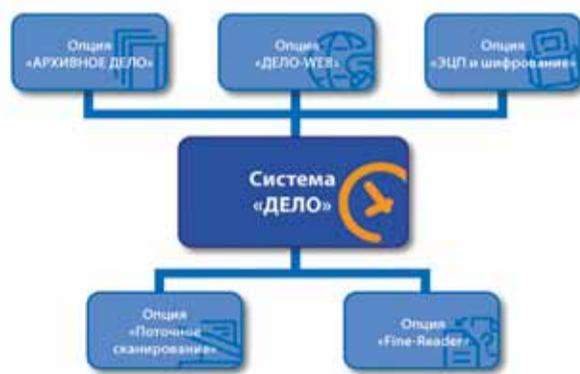 Опция
«АРХИВНОЕ ДЕЛО»
Опция
«ДЕЛО-WEB»
Опция
«ЭЦП и шифрование»
Система
«ДЕЛО»
Опция
«Поточное
сканирование»
Опция
«Fine-Reader»